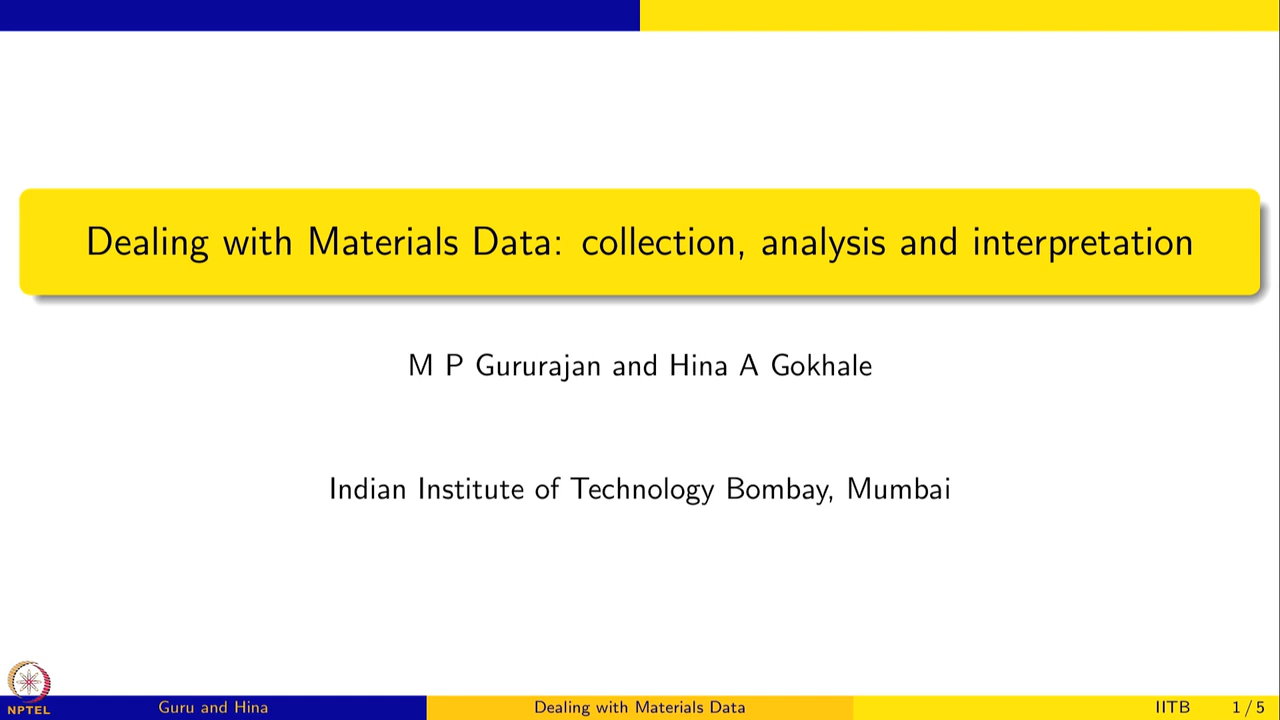 Dealing with Materials Data: collection, analysis and interpretation
M P Gururajan and Hina A Gokhale
Indian Institute of Technology Bombay, Mumbai
NPTEL
Guru and Hina Dealing with Materials Data IITB 1 / 5